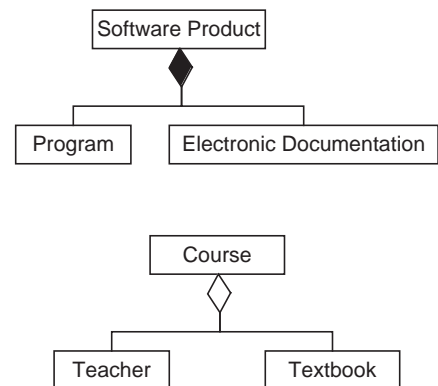 Software Product
Program
Electronic Documentation
Course
Teacher
Textbook